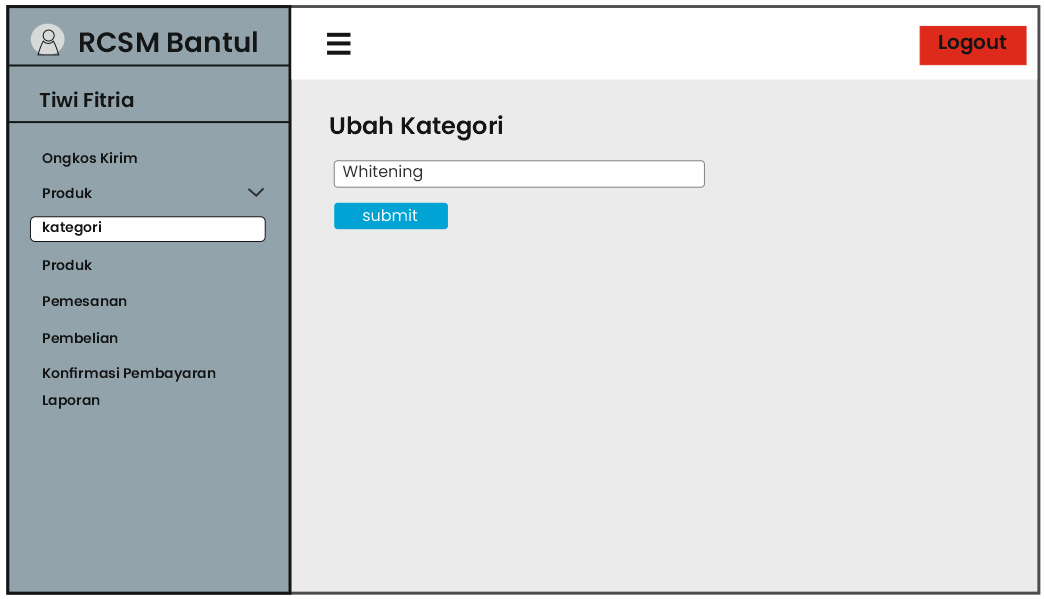 RCSM Bantul
Logout
Tiwi Fitria
Ongkos Kirim
Produk
kategori
Produk
Pemesanan
Pembelian
Konfirmasi Pembayaran
Laporan
Ubah Kategori
Whitening
submit